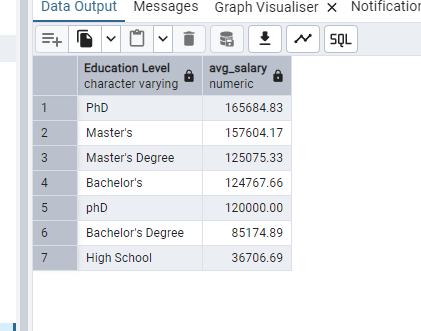 Data Output Messages Graph Visualiser × Notification
SQL
Education Level avg_salary
character varying numeric
1 PhD 165684.83
2 Master's 157604.17
3 Master's Degree 125075.33
4 Bachelor's 124767.66
5 phD 120000.00
6 Bachelor's Degree 85174.89
7 High School 36706.69